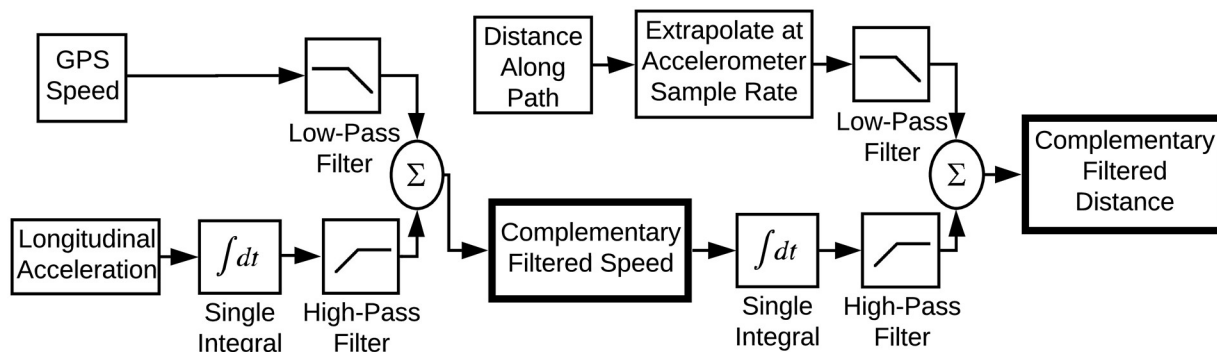 GPS
Speed
Low-Pass
Filter
Σ
Longitudinal
Acceleration
∫dt
Single
Integral
High-Pass
Filter
Complementary
Filtered Speed
Distance
Along
Path
Extrapolate at
Accelerometer
Sample Rate
Low-Pass
Filter
Σ
∫dt
Single
Integral
High-Pass
Filter
Complementary
Filtered
Distance